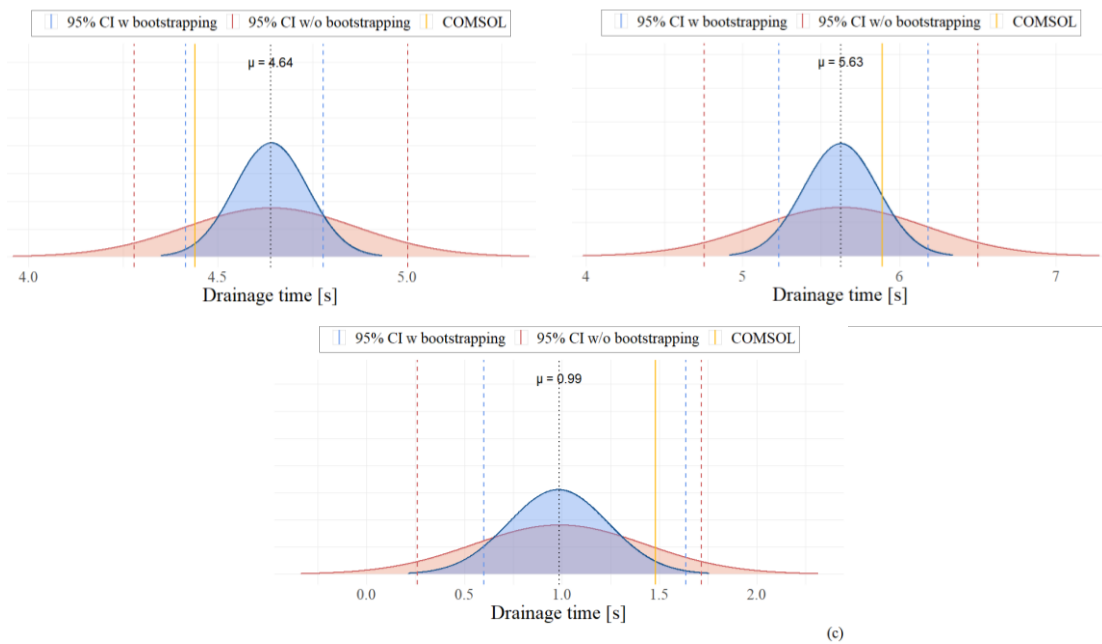 95% CI w bootstrapping 95% CI w/o bootstrapping COMSOL
μ = 4.64
4.0 4.5 5.0
Drainage time [s]
95% CI w bootstrapping 95% CI w/o bootstrapping COMSOL
μ = 5.63
4 5 6 7
Drainage time [s]
95% CI w bootstrapping 95% CI w/o bootstrapping COMSOL
μ = 0.99
0.0 0.5 1.0 1.5 2.0
Drainage time [s]
(c)